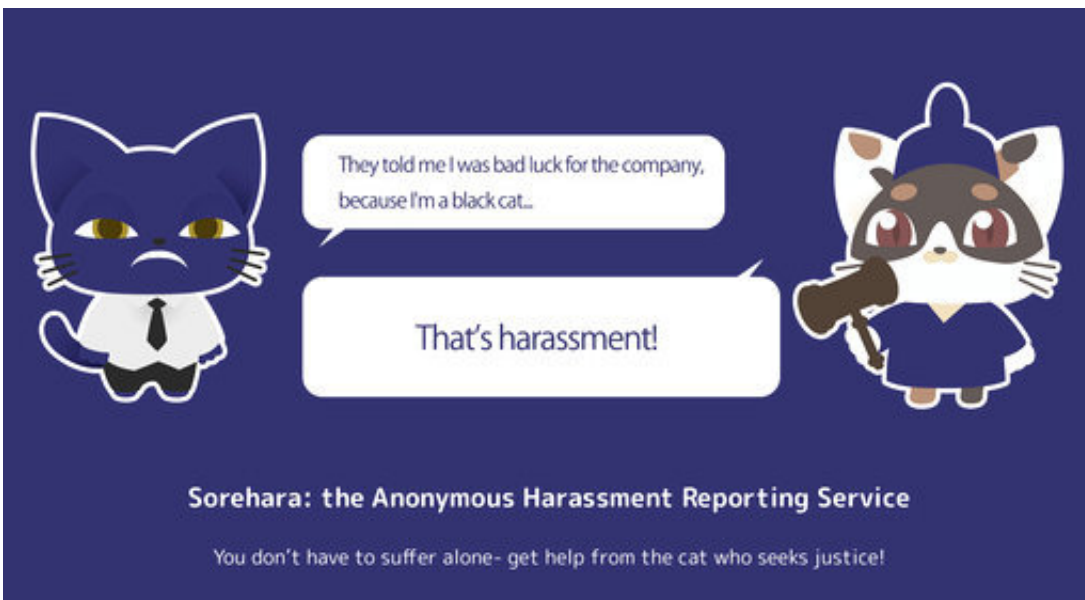 They told me I was bad luck for the company,
because I'm a black cat...
That's harassment!
Sorehara: the Anonymous Harassment Reporting Service
You don't have to suffer alone- get help from the cat who seeks justice!